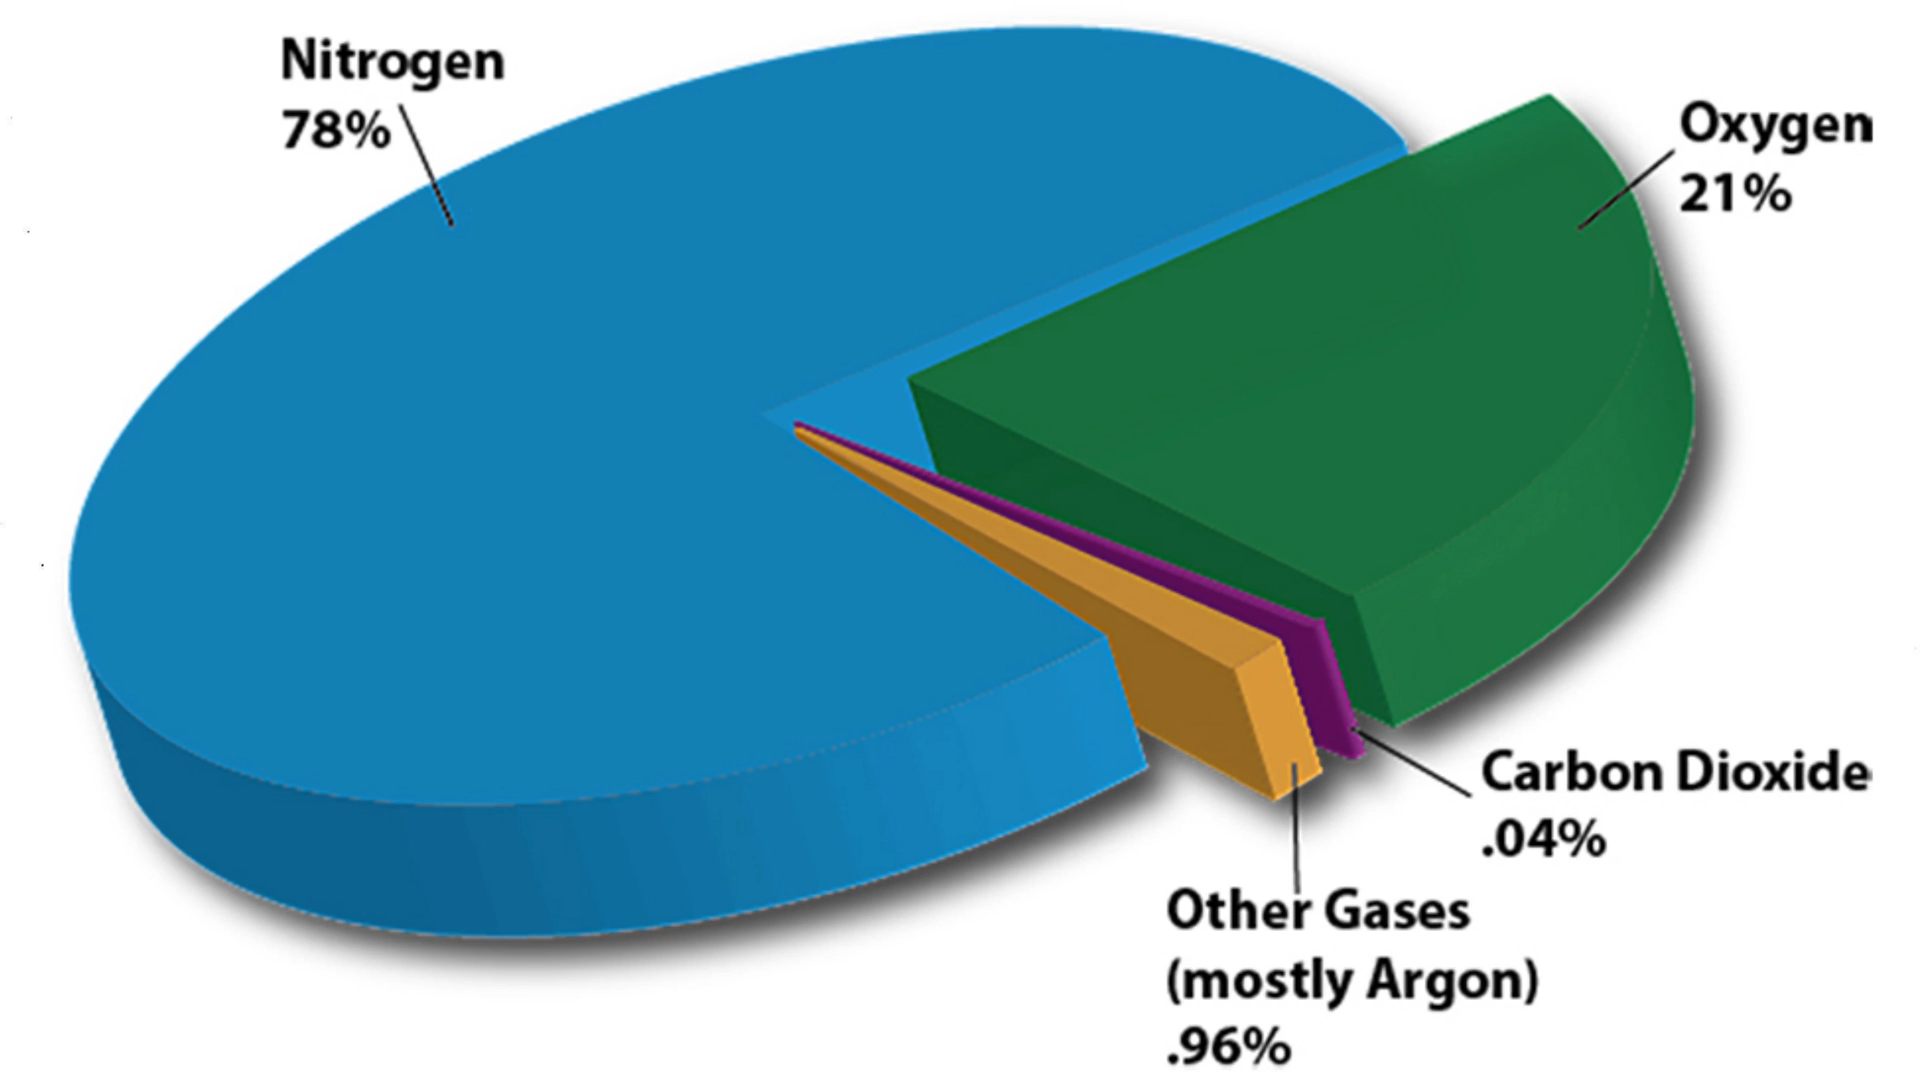 Nitrogen
78%
Oxygen
21%
Carbon Dioxide
.04%
Other Gases
(mostly Argon)
.96%